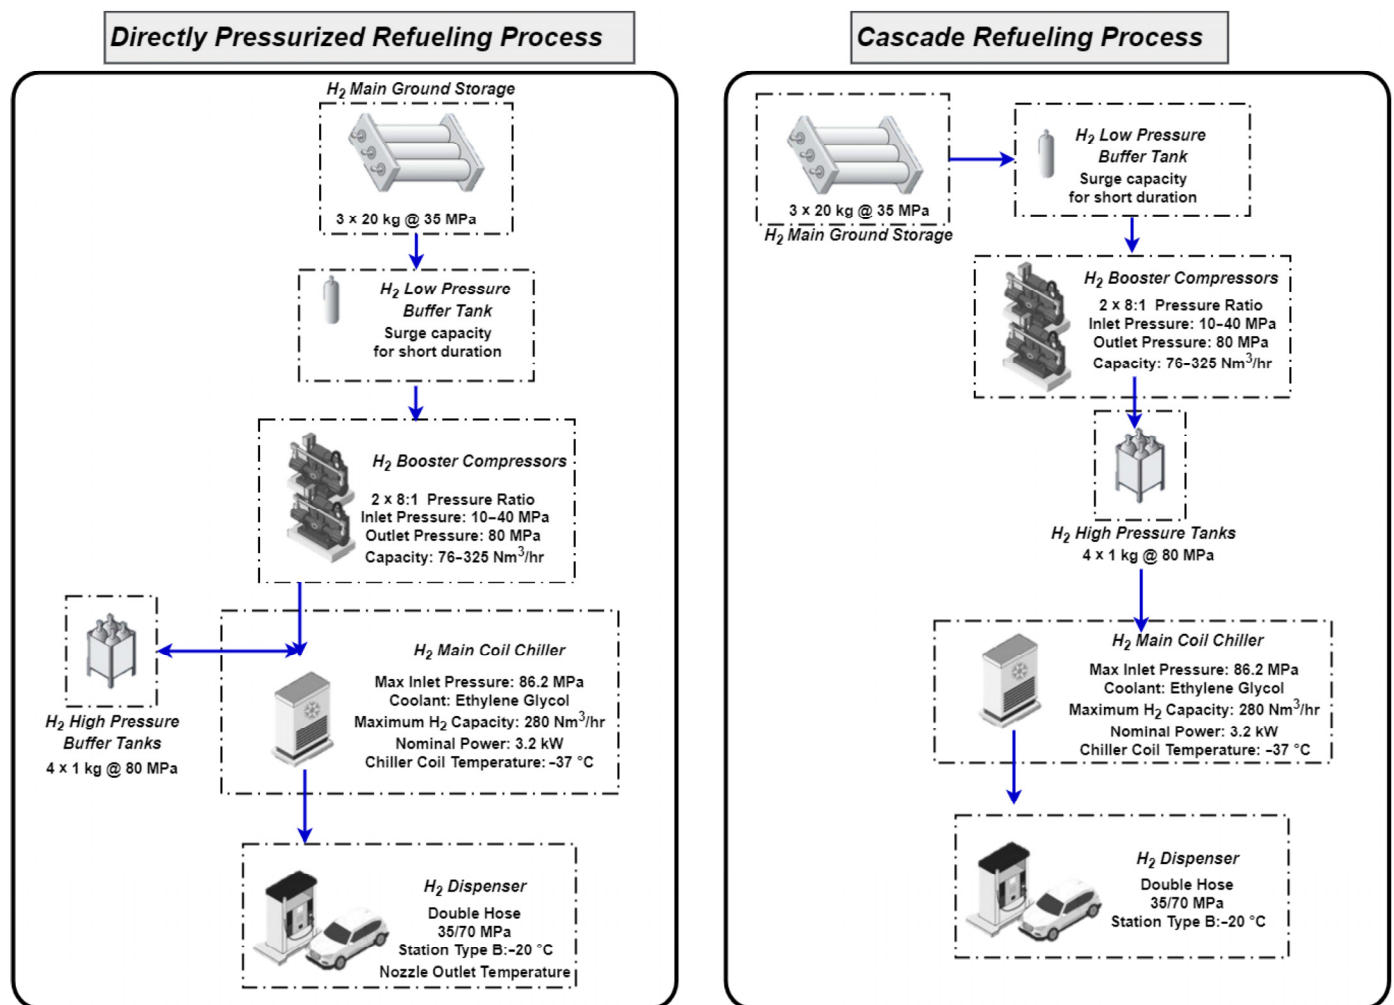 Directly Pressurized Refueling Process
H2 Main Ground Storage
3 × 20 kg @ 35 MPa
H2 Low Pressure
Buffer Tank
Surge capacity
for short duration
H2 Booster Compressors
2 × 8:1 Pressure Ratio
Inlet Pressure: 10–40 MPa
Outlet Pressure: 80 MPa
Capacity: 76–325 Nm3/hr
H2 High Pressure
Buffer Tanks
4 × 1 kg @ 80 MPa
H2 Main Coil Chiller
Max Inlet Pressure: 86.2 MPa
Coolant: Ethylene Glycol
Maximum H2 Capacity: 280 Nm3/hr
Nominal Power: 3.2 kW
Chiller Coil Temperature: –37 °C
H2 Dispenser
Double Hose
35/70 MPa
Station Type B:–20 °C
Nozzle Outlet Temperature
Cascade Refueling Process
3 × 20 kg @ 35 MPa
H2 Main Ground Storage
H2 Low Pressure
Buffer Tank
Surge capacity
for short duration
H2 Booster Compressors
2 × 8:1 Pressure Ratio
Inlet Pressure: 10–40 MPa
Outlet Pressure: 80 MPa
Capacity: 76–325 Nm3/hr
H2 High Pressure Tanks
4 × 1 kg @ 80 MPa
H2 Main Coil Chiller
Max Inlet Pressure: 86.2 MPa
Coolant: Ethylene Glycol
Maximum H2 Capacity: 280 Nm3/hr
Nominal Power: 3.2 kW
Chiller Coil Temperature: –37 °C
H2 Dispenser
Double Hose
35/70 MPa
Station Type B:–20 °C